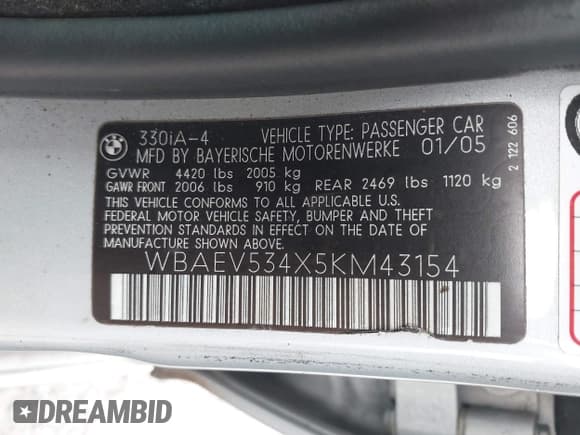 330iA-4 VEHICLE TYPE: PASSENGER CAR
MFD BY BAYERISCHE MOTORENWERKE 01/05
GVWR 4420 lbs 2005 kg
GAWR FRONT 2006 lbs 910 kg REAR 2469 lbs 1120 kg
THIS VEHICLE CONFORMS TO ALL APPLICABLE U.S.
FEDERAL MOTOR VEHICLE SAFETY, BUMPER AND THEFT
PREVENTION STANDARDS IN EFFECT ON THE DATE OF
MANUFACTURE SHOWN ABOVE.
WBAEV534X5KM43154
2 122 606
DREAMBID